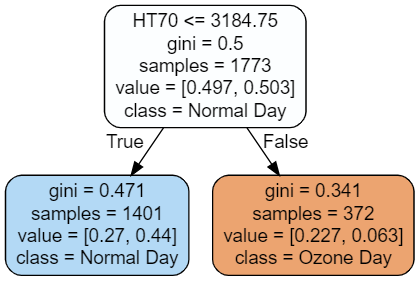 HT70 <= 3184.75
gini = 0.5
samples = 1773
value = [0.497, 0.503]
class = Normal Day
True
False
gini = 0.471
samples = 1401
value = [0.27, 0.44]
class = Normal Day
gini = 0.341
samples = 372
value = [0.227, 0.063]
class = Ozone Day